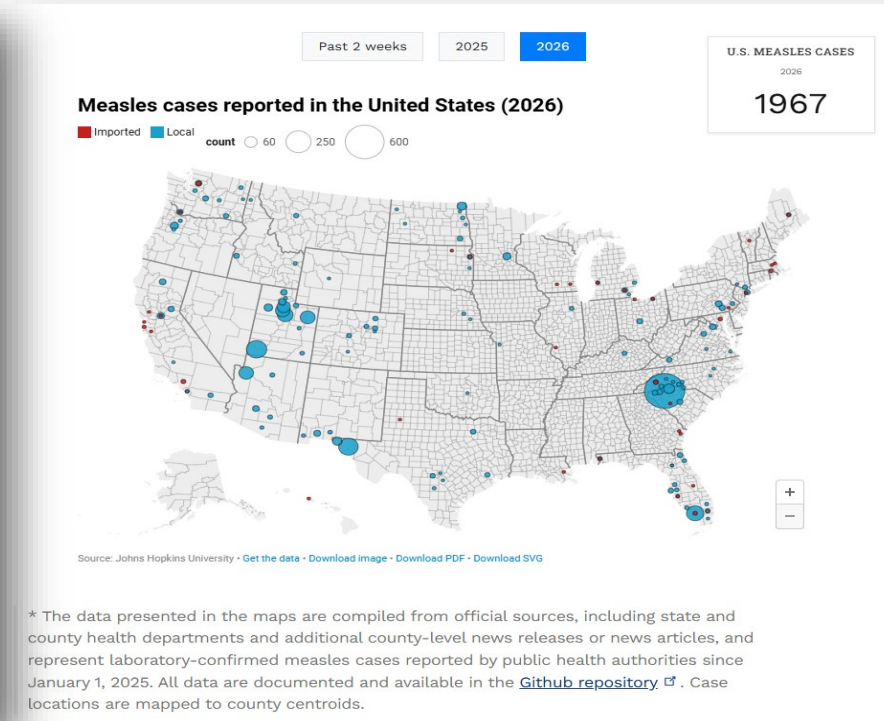 Past 2 weeks
2025
2026
U.S. MEASLES CASES
2026
1967
Measles cases reported in the United States (2026)
Imported Local count 60 250 600
+
−
Source: Johns Hopkins University • Get the data • Download image • Download PDF • Download SVG
* The data presented in the maps are compiled from official sources, including state and
county health departments and additional county-level news releases or news articles, and
represent laboratory-confirmed measles cases reported by public health authorities since
January 1, 2025. All data are documented and available in the Github repository . Case
locations are mapped to county centroids.